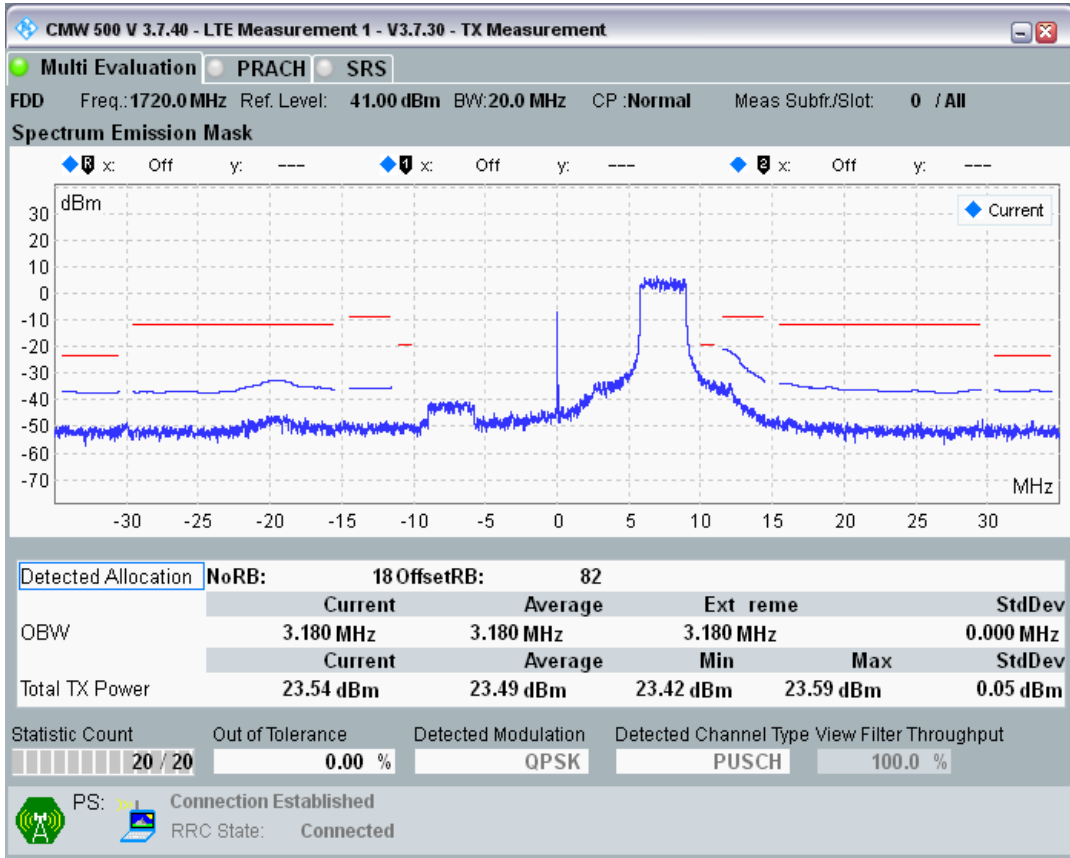 CMW 500 V 3.7.40 - LTE Measurement 1 - V3.7.30 - TX Measurement
Multi Evaluation PRACH SRS
FDD Freq.:1720.0 MHz Ref. Level: 41.00 dBm BW:20.0 MHz CP :Normal Meas Subfr./Slot: 0 / All
Spectrum Emission Mask
R x: Off y: --- 1 x: Off y: --- 2 x: Off y: ---
dBm
Current
30
20
10
0
-10
-20
-30
-40
-50
-60
-70
MHz
-30 -25 -20 -15 -10 -5 0 5 10 15 20 25 30
Detected Allocation NoRB: 18 OffsetRB: 82
Current Average Ext reme StdDev
OBW 3.180 MHz 3.180 MHz 3.180 MHz 0.000 MHz
Current Average Min Max StdDev
Total TX Power 23.54 dBm 23.49 dBm 23.42 dBm 23.59 dBm 0.05 dBm
Statistic Count Out of Tolerance Detected Modulation Detected Channel Type View Filter Throughput
20 / 20 0.00 % QPSK PUSCH 100.0 %
PS: Connection Established
RRC State: Connected